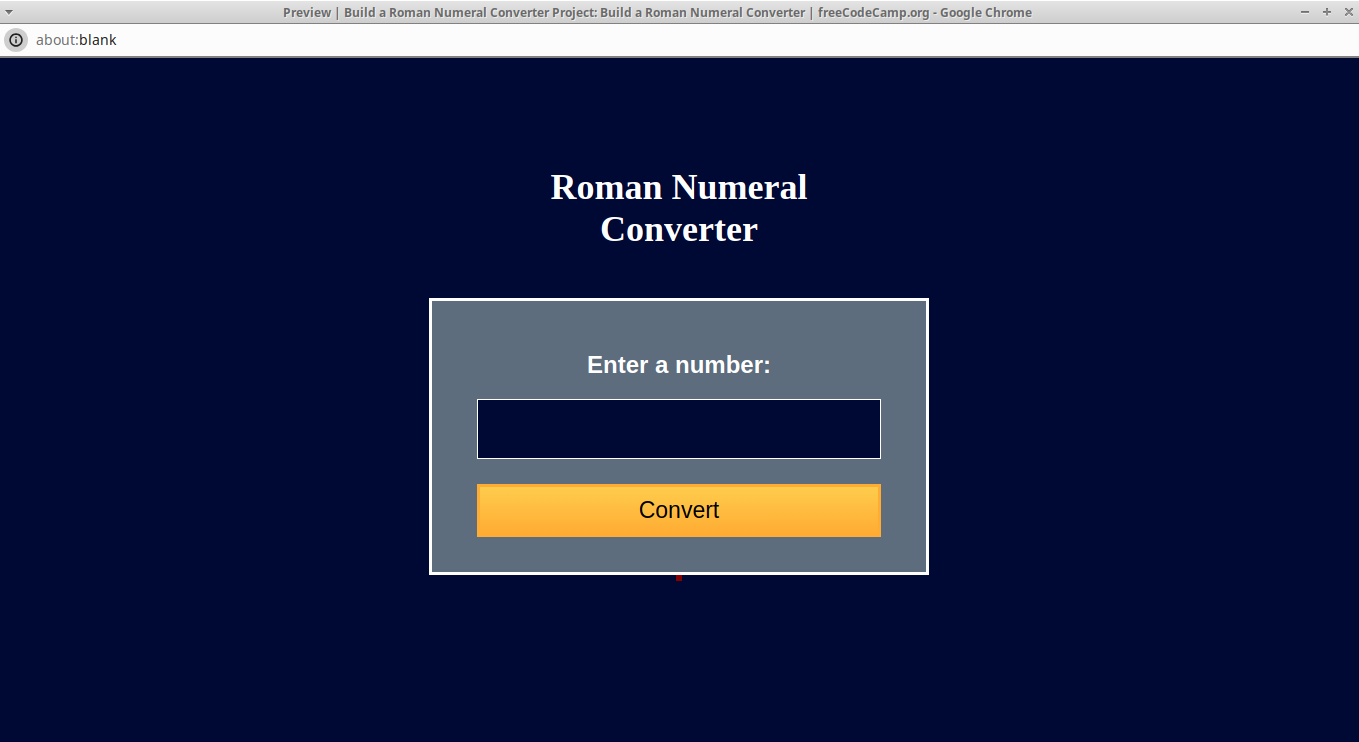 Preview | Build a Roman Numeral Converter Project: Build a Roman Numeral Converter | freeCodeCamp.org - Google Chrome
about:blank
Roman Numeral
Converter
Enter a number:
Convert